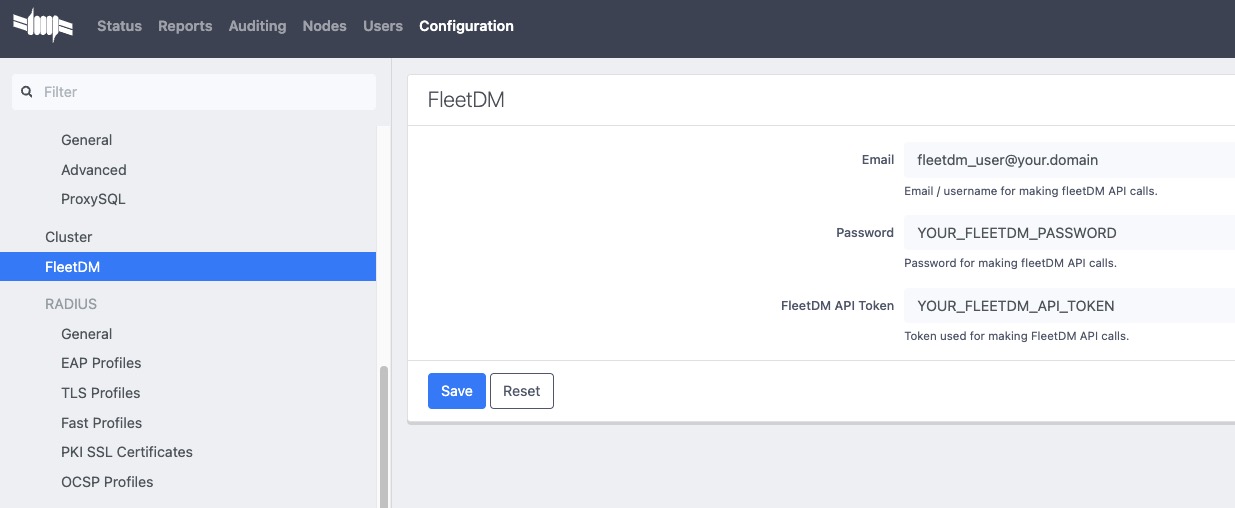 Status Reports Auditing Nodes Users Configuration
Filter
General
Advanced
ProxySQL
Cluster
FleetDM
RADIUS
General
EAP Profiles
TLS Profiles
Fast Profiles
PKI SSL Certificates
OCSP Profiles
FleetDM
Email fleetdm_user@your.domain
Email / username for making fleetDM API calls.
Password YOUR_FLEETDM_PASSWORD
Password for making fleetDM API calls.
FleetDM API Token YOUR_FLEETDM_API_TOKEN
Token used for making FleetDM API calls.
Save Reset